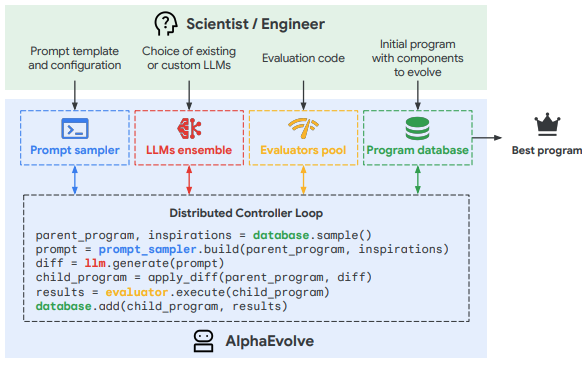 Scientist / Engineer
Prompt template
and configuration
Choice of existing
or custom LLMs
Evaluation code
Initial program
with components
to evolve
Prompt sampler
LLMs ensemble
Evaluators pool
Program database
Best program
Distributed Controller Loop
parent_program, inspirations = database.sample()
prompt = prompt_sampler.build(parent_program, inspirations)
diff = llm.generate(prompt)
child_program = apply_diff(parent_program, diff)
results = evaluator.execute(child_program)
database.add(child_program, results)
AlphaEvolve